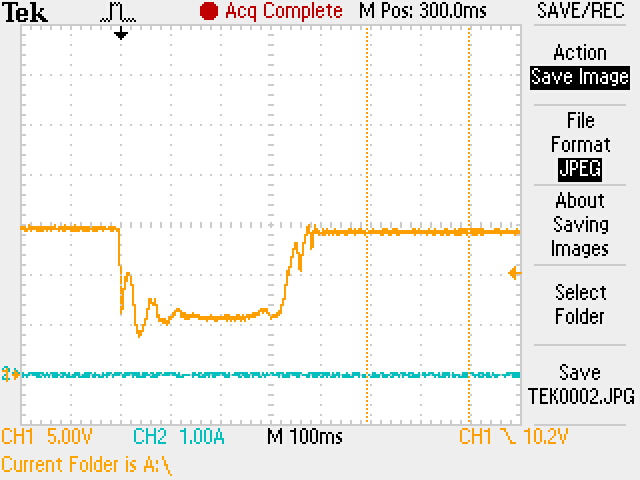 Tek Acq Complete M Pos: 300.0ms SAVE/REC
Action
Save Image
File
Format
JPEG
About
Saving
Images
Select
Folder
Save
TEK0002.JPG
CH1 5.00V CH2 1.00A M 100ms CH1 10.2V
Current Folder is A:\